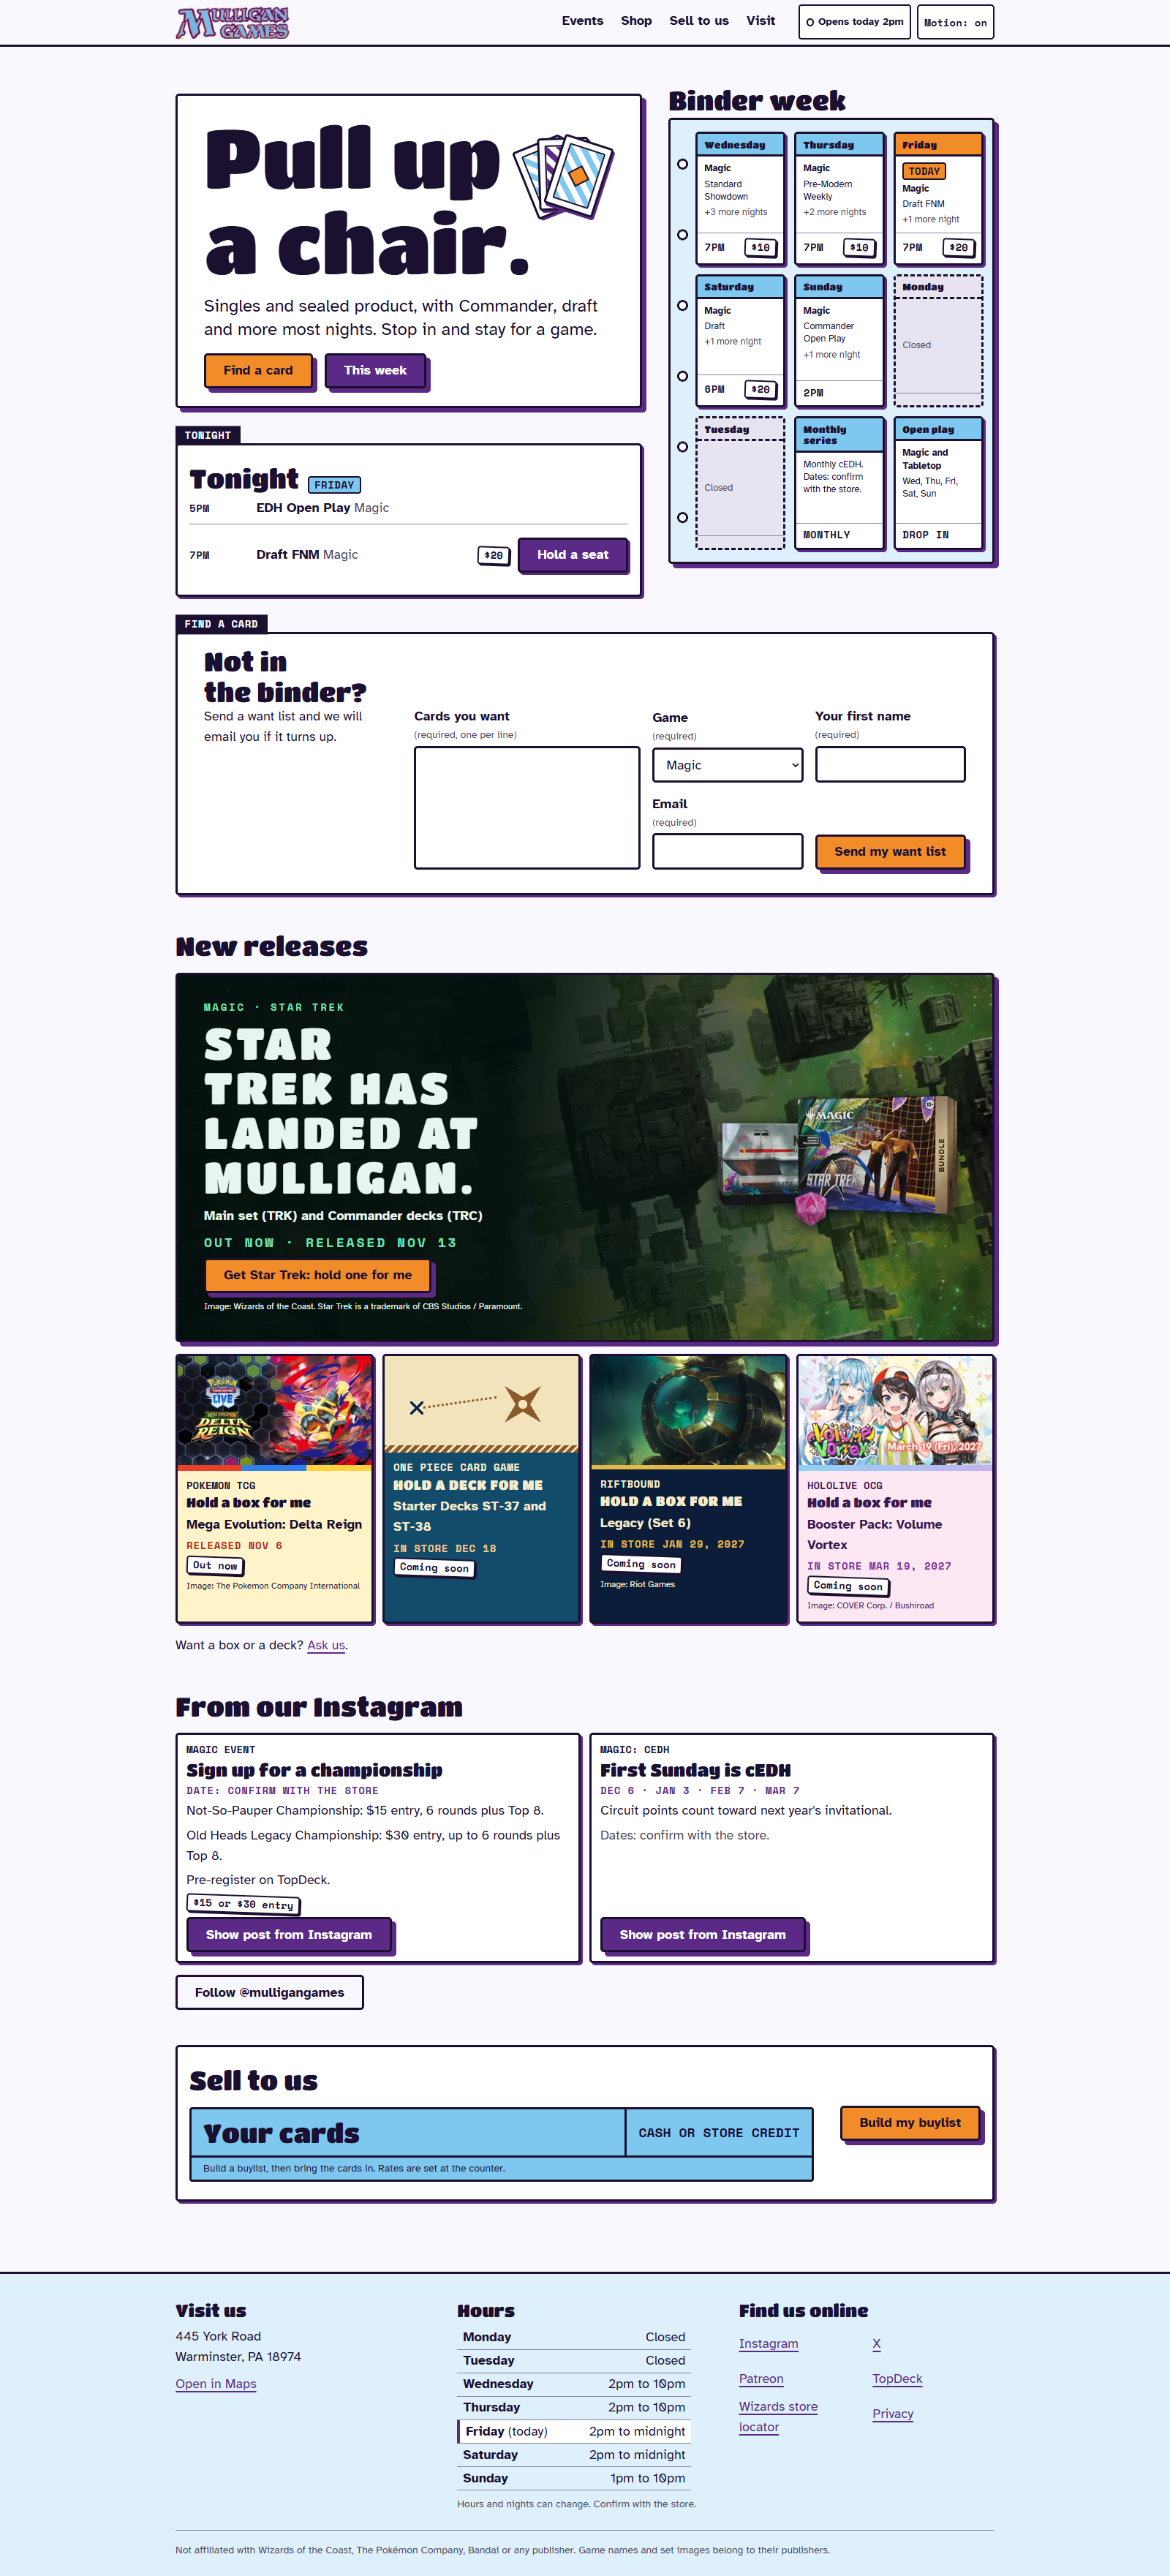 MULLIGAN
GAMES
Events
Shop
Sell to us
Visit
Opens today 2pm
Motion: on
Pull up
a chair.
Singles and sealed product, with Commander, draft
and more most nights. Stop in and stay for a game.
Find a card
This week
Binder week
Wednesday
Magic
Standard
Showdown
+3 more nights
7PM
$10
Thursday
Magic
Pre-Modern
Weekly
+2 more nights
7PM
$10
Friday
TODAY
Magic
Draft FNM
+1 more night
7PM
$20
Saturday
Magic
Draft
+1 more night
6PM
$20
Sunday
Magic
Commander
Open Play
+1 more night
2PM
Monday
Closed
Tuesday
Closed
Monthly
series
Monthly cEDH.
Dates: confirm
with the store.
MONTHLY
Open play
Magic and
Tabletop
Wed, Thu, Fri,
Sat, Sun
DROP IN
TONIGHT
Tonight
FRIDAY
5PM
EDH Open Play Magic
7PM
Draft FNM Magic
$20
Hold a seat
FIND A CARD
Not in
the binder?
Send a want list and we will
email you if it turns up.
Cards you want
(required, one per line)
Game
(required)
Magic
Your first name
(required)
Email
(required)
Send my want list
New releases
MAGIC · STAR TREK
STAR
TREK HAS
LANDED AT
MULLIGAN.
Main set (TRK) and Commander decks (TRC)
OUT NOW · RELEASED NOV 13
Get Star Trek: hold one for me
Image: Wizards of the Coast. Star Trek is a trademark of CBS Studios / Paramount.
MAGIC
STAR TREK
BUNDLE
Pokémon
LIVE
DELTA
REIGN
POKEMON TCG
Hold a box for me
Mega Evolution: Delta Reign
RELEASED NOV 6
Out now
Image: The Pokemon Company International
ONE PIECE CARD GAME
HOLD A DECK FOR ME
Starter Decks ST-37 and
ST-38
IN STORE DEC 18
Coming soon
RIFTBOUND
HOLD A BOX FOR ME
Legacy (Set 6)
IN STORE JAN 29, 2027
Coming soon
Image: Riot Games
Volume
Vortex
March 19 (Fri), 2027
HOLOLIVE OCG
Hold a box for me
Booster Pack: Volume
Vortex
IN STORE MAR 19, 2027
Coming soon
Image: COVER Corp. / Bushiroad
Want a box or a deck? Ask us.
From our Instagram
MAGIC EVENT
Sign up for a championship
DATE: CONFIRM WITH THE STORE
Not-So-Pauper Championship: $15 entry, 6 rounds plus Top 8.
Old Heads Legacy Championship: $30 entry, up to 6 rounds plus
Top 8.
Pre-register on TopDeck.
$15 or $30 entry
Show post from Instagram
MAGIC: CEDH
First Sunday is cEDH
DEC 6 · JAN 3 · FEB 7 · MAR 7
Circuit points count toward next year's invitational.
Dates: confirm with the store.
Show post from Instagram
Follow @mulligangames
Sell to us
Your cards
CASH OR STORE CREDIT
Build a buylist, then bring the cards in. Rates are set at the counter.
Build my buylist
Visit us
445 York Road
Warminster, PA 18974
Open in Maps
Hours
Monday Closed
Tuesday Closed
Wednesday 2pm to 10pm
Thursday 2pm to 10pm
Friday (today) 2pm to midnight
Saturday 2pm to midnight
Sunday 1pm to 10pm
Hours and nights can change. Confirm with the store.
Find us online
Instagram
X
Patreon
TopDeck
Wizards store
locator
Privacy
Not affiliated with Wizards of the Coast, The Pokémon Company, Bandai or any publisher. Game names and set images belong to their publishers.